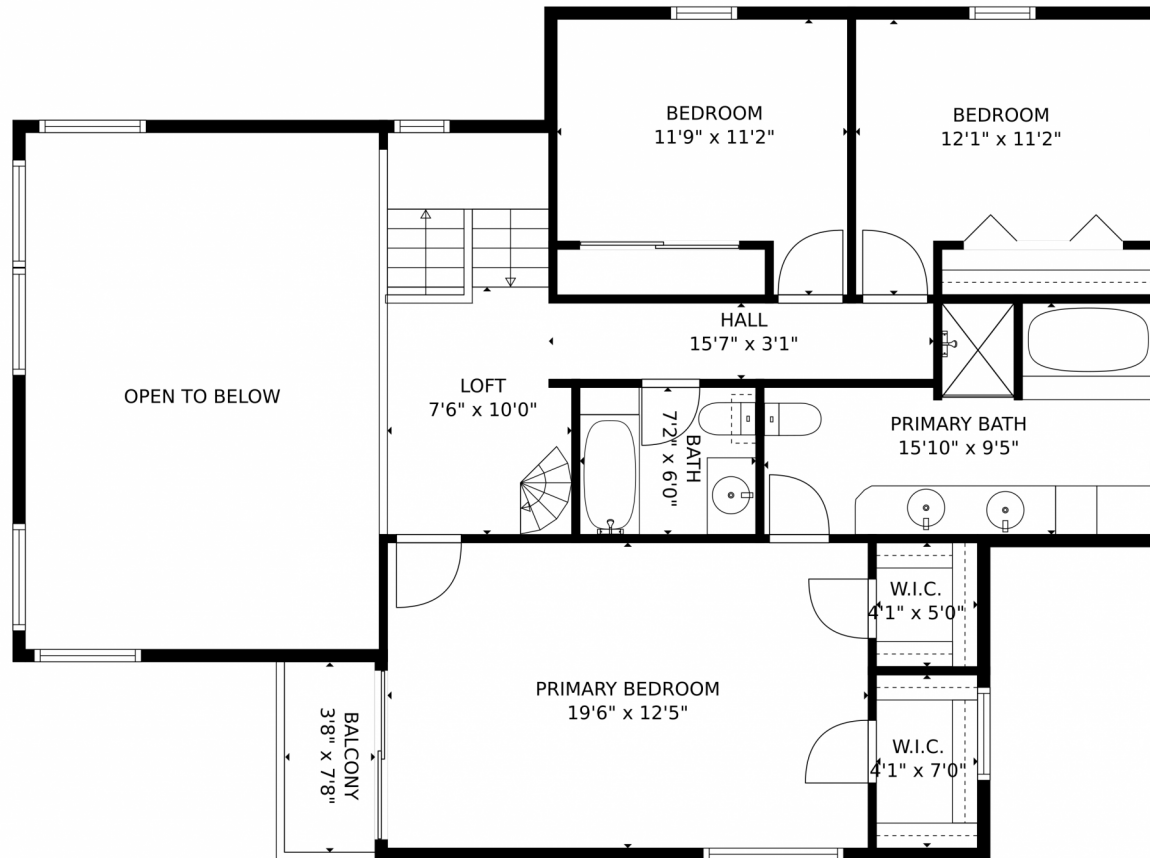 BEDROOM
11'9" x 11'2"
BEDROOM
12'1" x 11'2"
HALL
15'7" x 3'1"
OPEN TO BELOW
LOFT
7'6" x 10'0"
BATH
7'2" x 6'0"
PRIMARY BATH
15'10" x 9'5"
W.I.C.
4'1" x 5'0"
PRIMARY BEDROOM
19'6" x 12'5"
BALCONY
3'8" x 7'8"
W.I.C.
4'1" x 7'0"